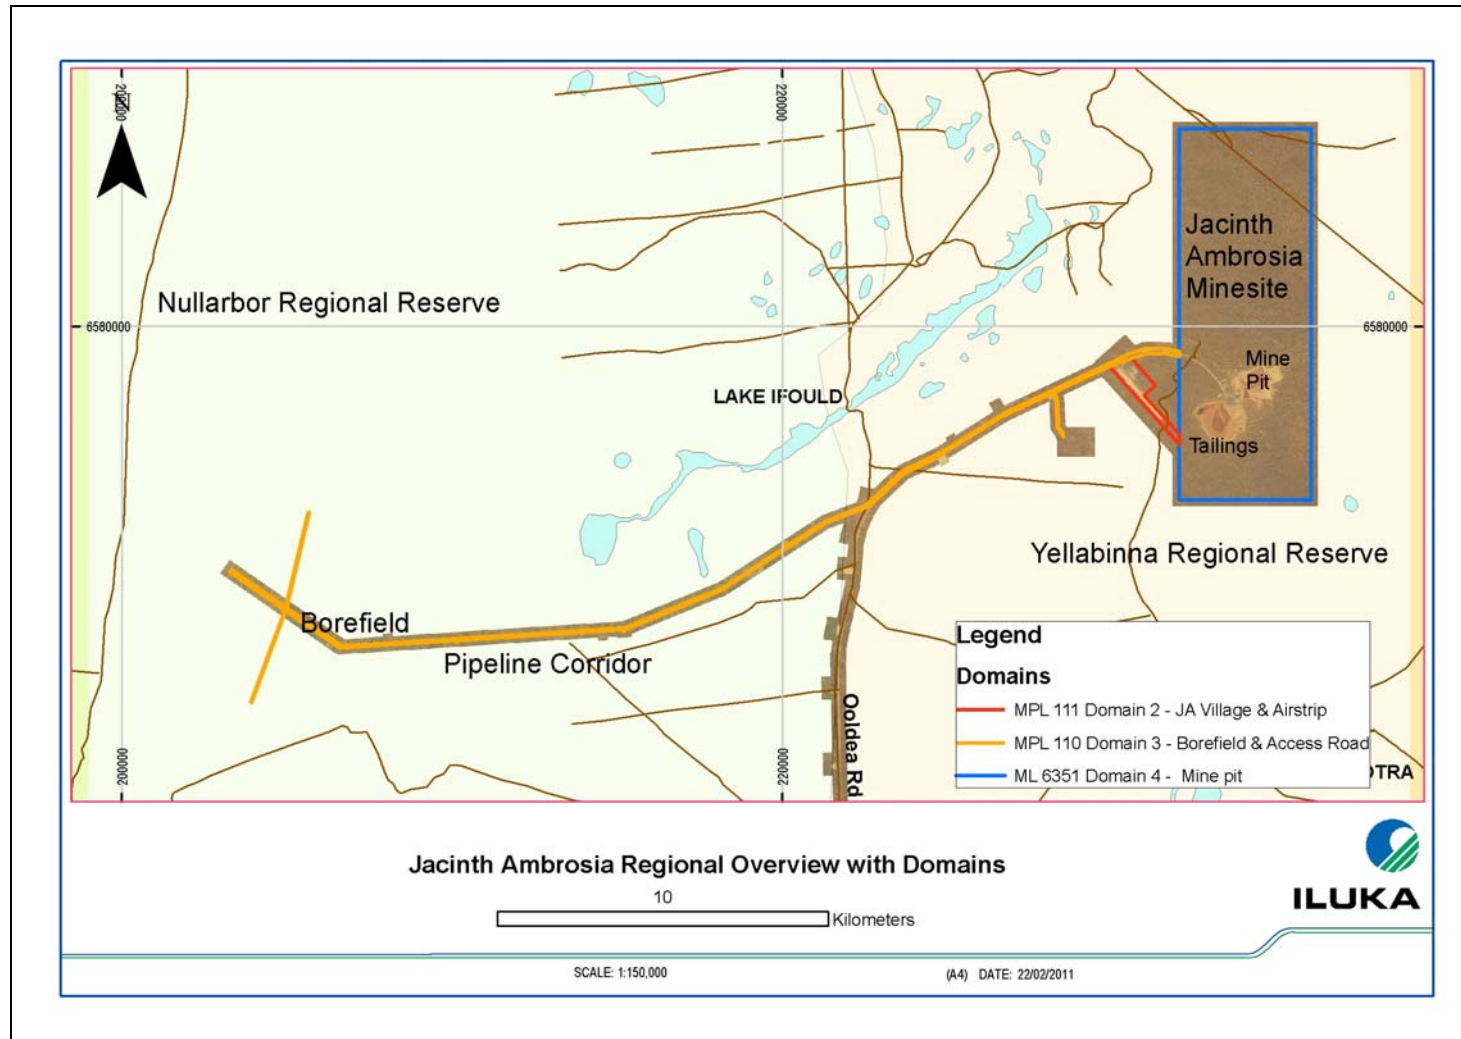 N
200000
220000
Jacinth
Ambrosia
Minesite
Nullarbor Regional Reserve
6580000
6580000
Mine
Pit
LAKE IFOULD
Tailings
Yellabinna Regional Reserve
Borefield
Pipeline Corridor
Ooldea Rd
200000
220000
Legend
Domains
MPL 111 Domain 2 - JA Village & Airstrip
MPL 110 Domain 3 - Borefield & Access Road
ML 6351 Domain 4 - Mine pit
OTRA
Jacinth Ambrosia Regional Overview with Domains
10
Kilometers
ILUKA
SCALE: 1:150,000
(A4) DATE: 22/02/2011